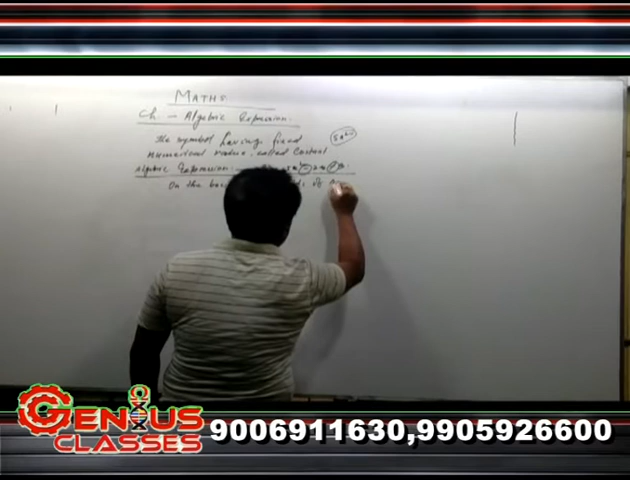 MATHS
Ch - Algebric Expression
The symbol having fixed
numerical value called Constant
Algebric Expression:
On the of
GENIUS
CLASSES
9006911630,9905926600